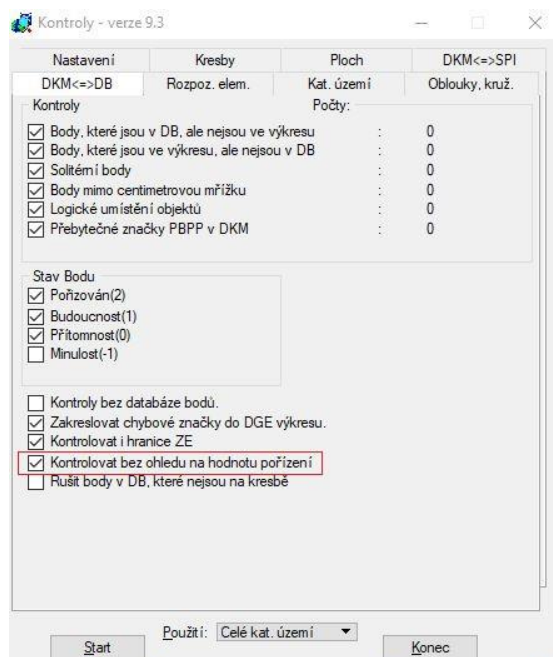 Kontroly - verze 9.3
Nastavení Kresby Ploch DKM<=>SPI
DKM<=>DB Rozpoz. elem. Kat. území Oblouky, kruž.
Kontroly Počty:
Body, které jsou v DB, ale nejsou ve výkresu : 0
Body, které jsou ve výkresu, ale nejsou v DB : 0
Solitérní body : 0
Body mimo centimetrovou mřížku : 0
Logické umístění objektů : 0
Přebytečné značky PBPP v DKM : 0
Stav Bodu
Pořizován(2)
Budoucnost(1)
Přítomnost(0)
Minulost(-1)
Kontroly bez databáze bodů.
Zakreslovat chybové značky do DGE výkresu.
Kontrolovat i hranice ZE
Kontrolovat bez ohledu na hodnotu pořízení
Rušit body v DB, které nejsou na kresbě
Použití: Celé kat. území
Start Konec